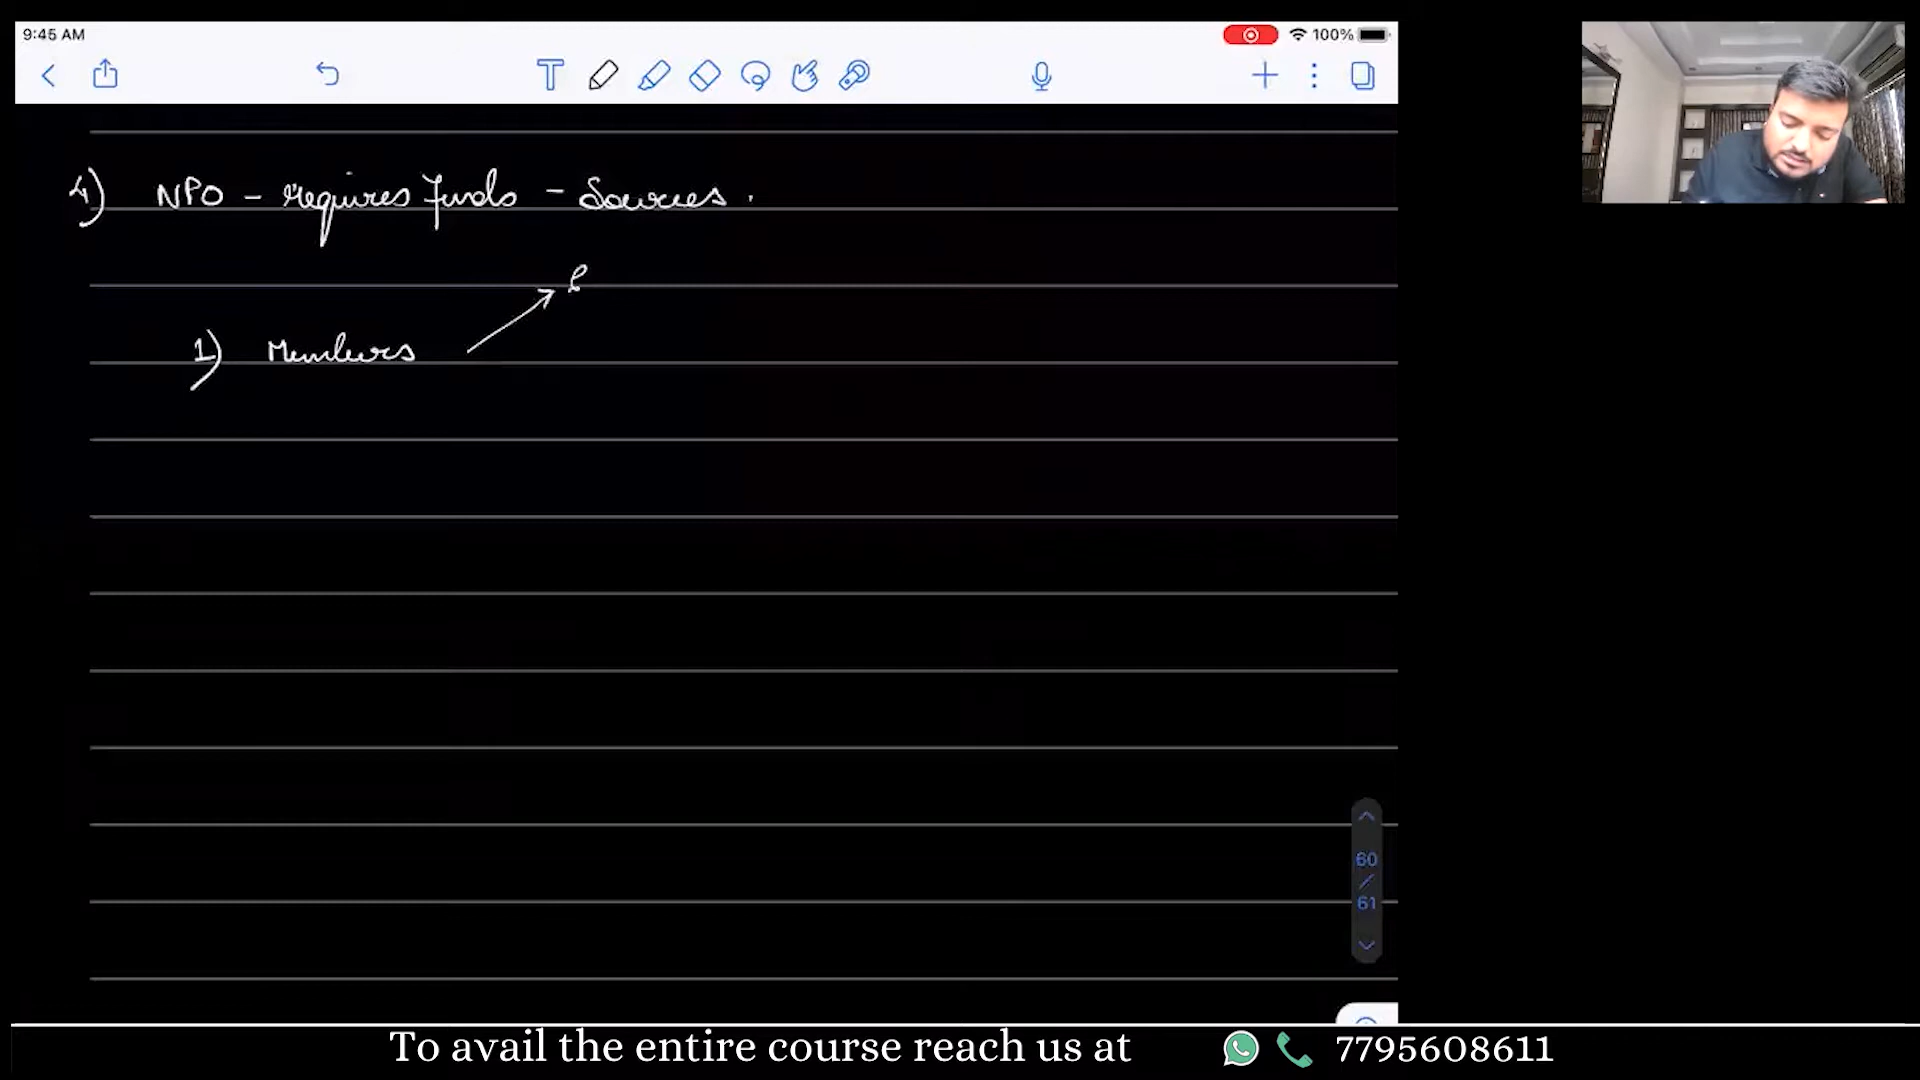 9:45 AM
100%
4) NPO - requires funds - Sources.
1) Members
60
/
61
To avail the entire course reach us at 7795608611